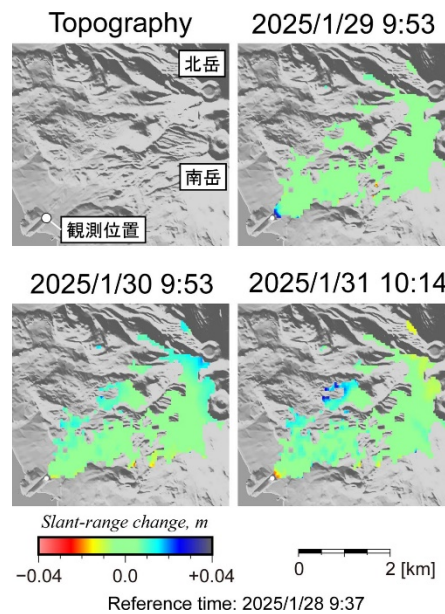 Topography
2025/1/29 9:53
北岳
南岳
観測位置
2025/1/30 9:53
2025/1/31 10:14
Slant-range change, m
−0.04 0.0 +0.04
0 2 [km]
Reference time: 2025/1/28 9:37